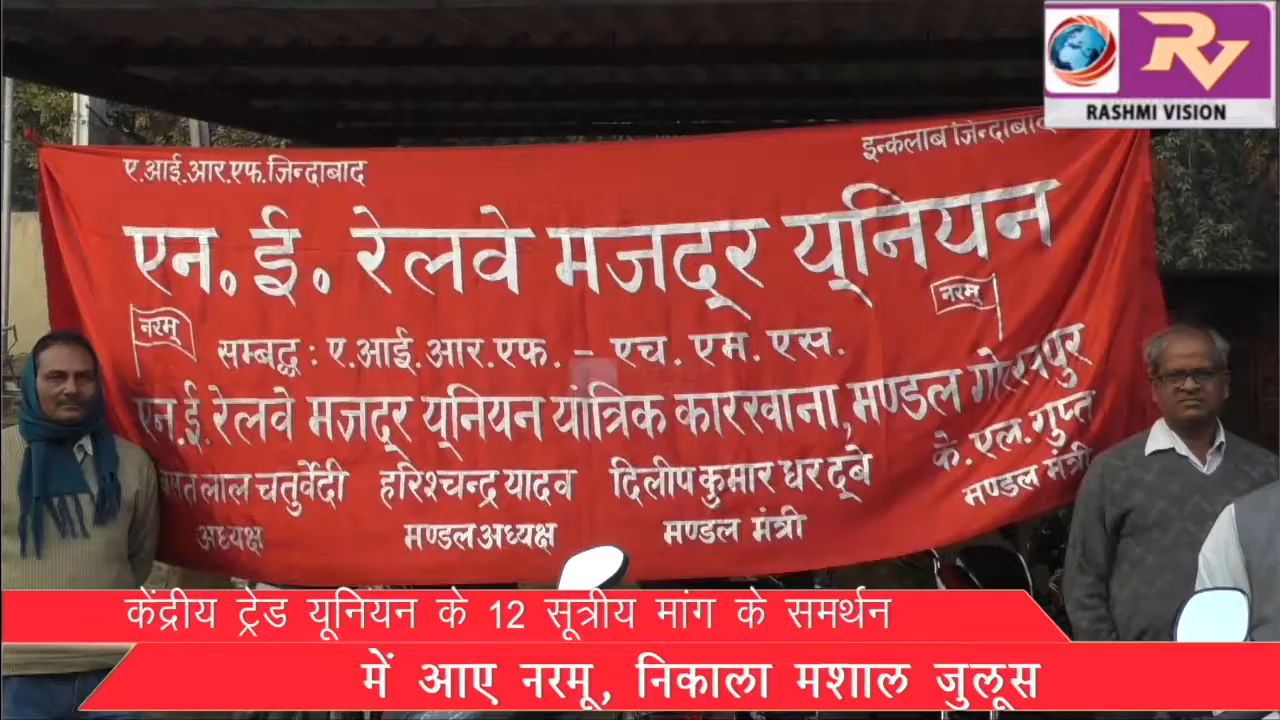 RASHMI VISION
ए.आई.आर.एफ.जिन्दाबाद
इन्कलाब जिन्दाबाद
एन. ई. रेलवे मजदूर यूनियन
नरमू
नरमू
सम्बद्ध : ए.आई.आर.एफ. - एच. एम. एस.
एन.ई.रेलवे मजदूर यूनियन यांत्रिक कारखाना, मण्डल गोरखपुर
लाल चतुर्वेदी
अध्यक्ष
हरिश्चन्द्र यादव
मण्डल अध्यक्ष
दिलीप कुमार धर दूबे
मण्डल मंत्री
के. एल. गुप्त
मण्डल मंत्री
केंद्रीय ट्रेड यूनियन के 12 सूत्रीय मांग के समर्थन
में आए नरमू, निकाला मशाल जुलूस